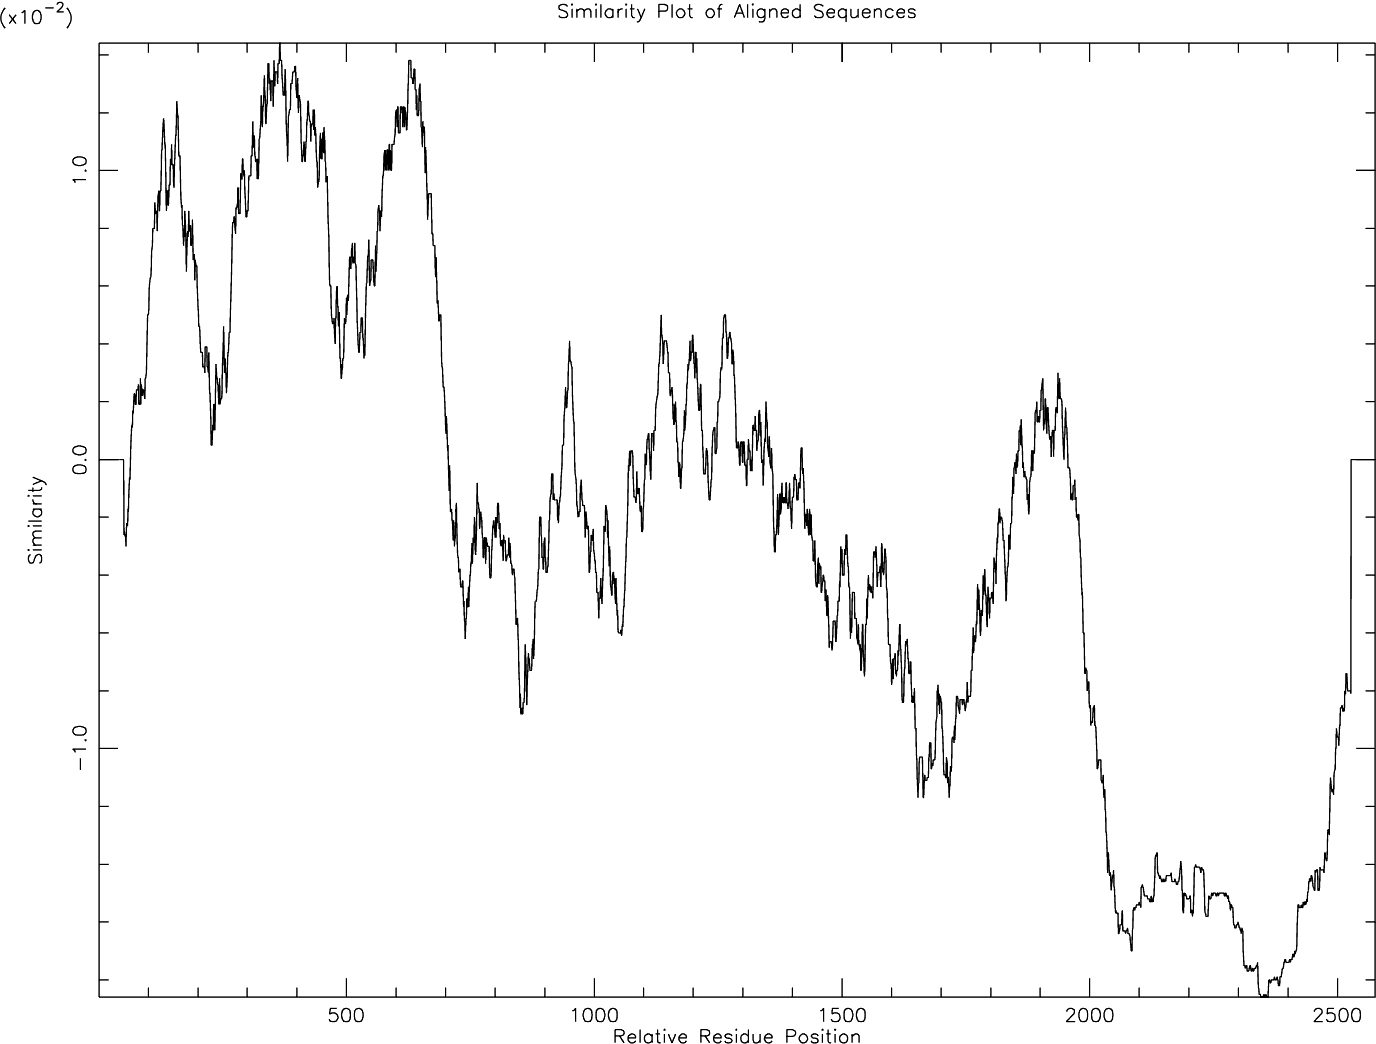 (x10-2)
Similarity Plot of Aligned Sequences
1.0
0.0
-1.0
Similarity
500 1000 1500 2000 2500
Relative Residue Position